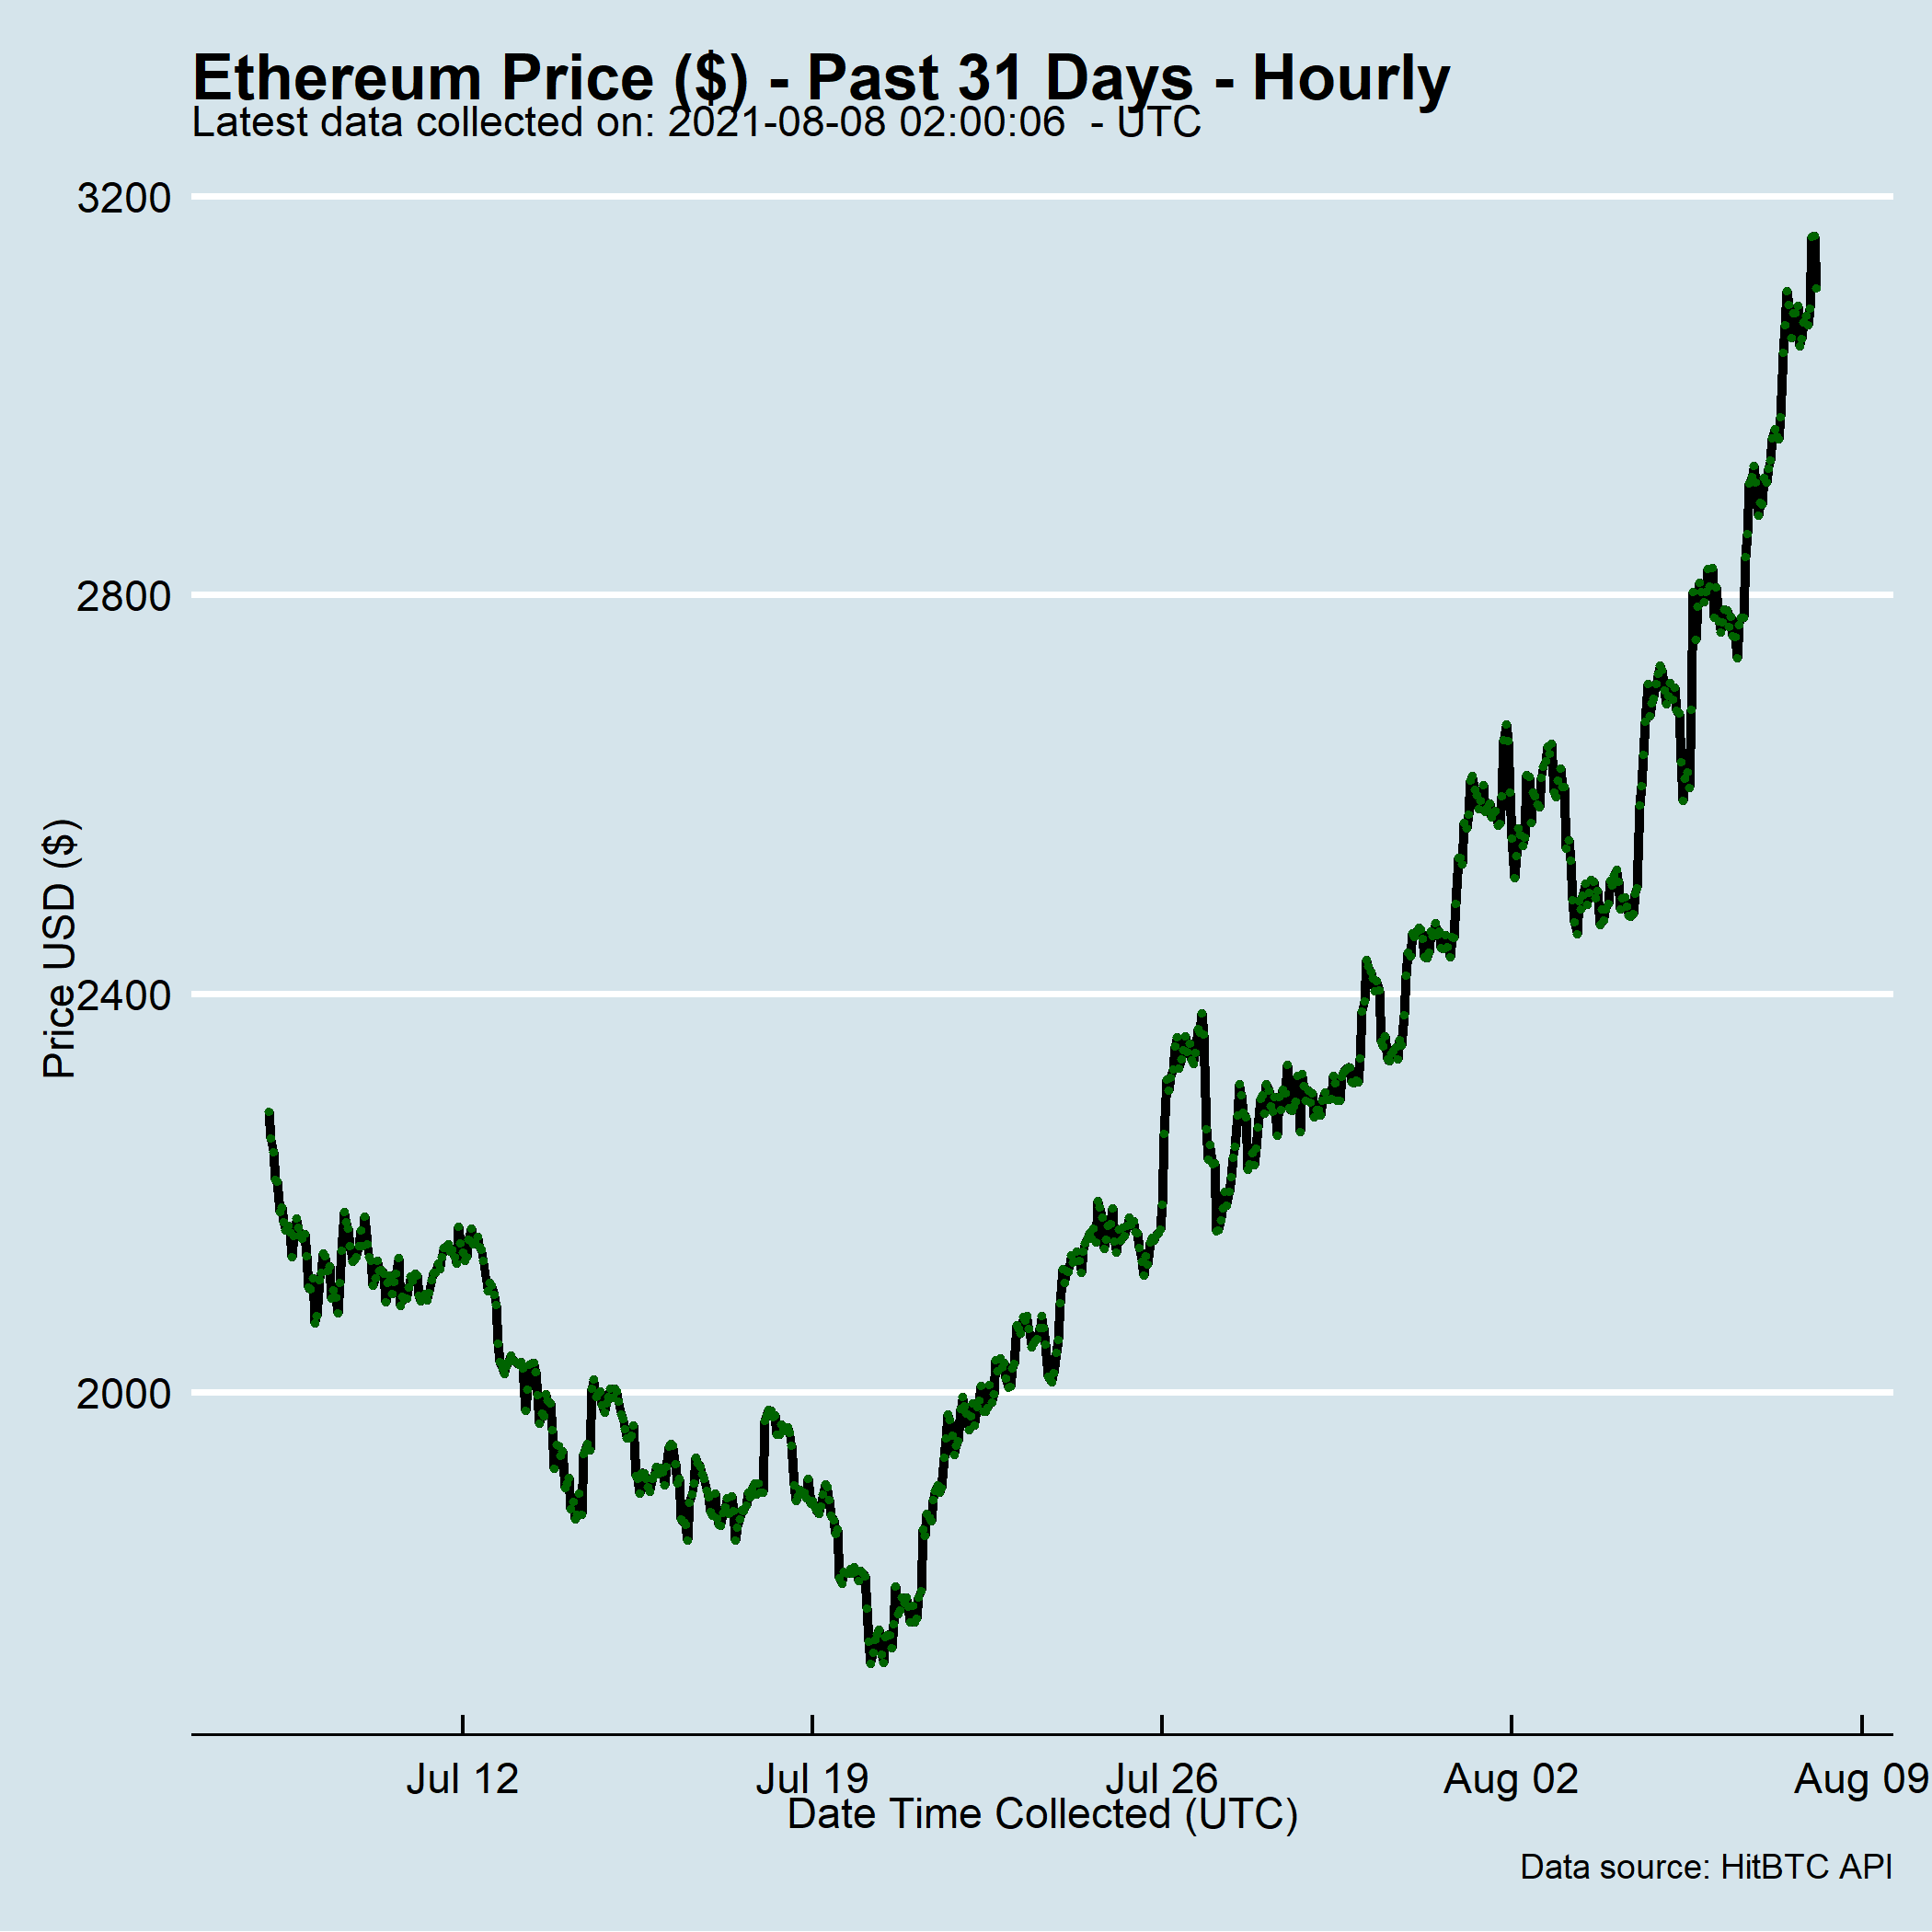 Ethereum Price ($) - Past 31 Days - Hourly
Latest data collected on: 2021-08-08 02:00:06  - UTC
3200
2800
2400
2000
Price USD ($)
Jul 12
Jul 19
Jul 26
Aug 02
Aug 09
Date Time Collected (UTC)
Data source: HitBTC API